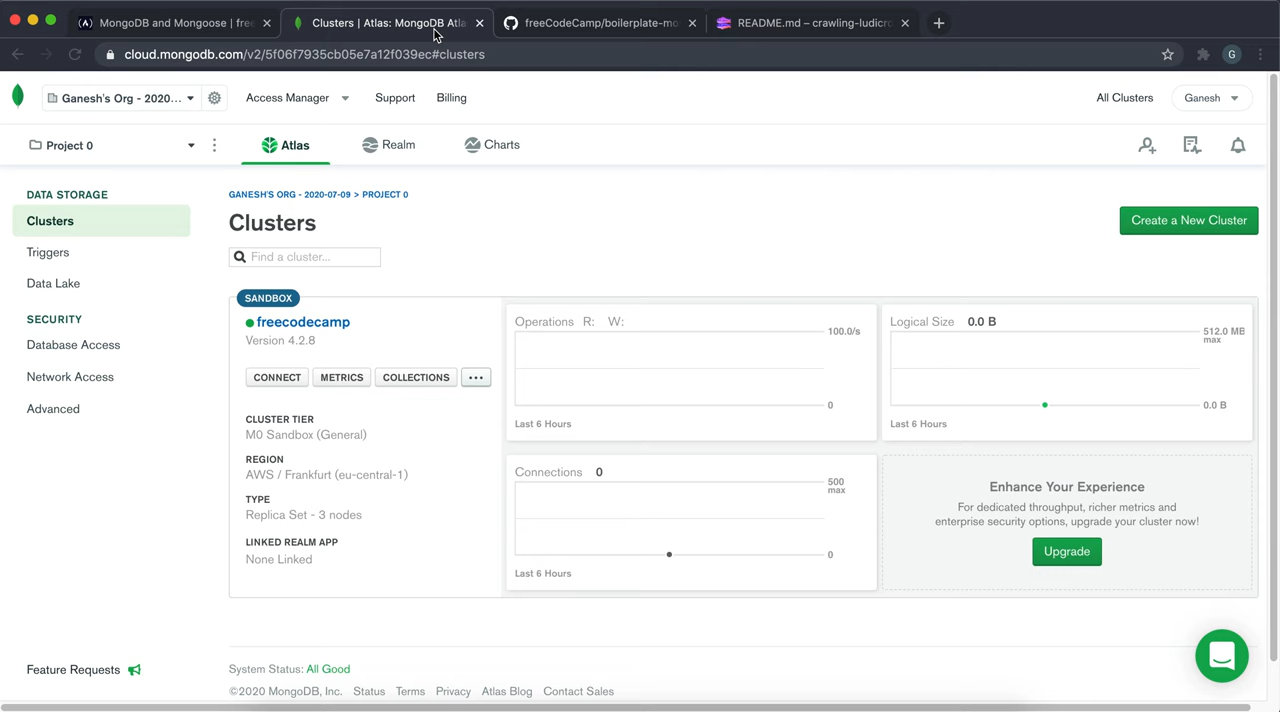 MongoDB and Mongoose | free
Clusters | Atlas: MongoDB Atla
freeCodeCamp/boilerplate-mo
README.md – crawling-ludicro
cloud.mongodb.com/v2/5f06f7935cb05e7a12f039ec#clusters
G
Ganesh's Org - 2020...
Access Manager
Support
Billing
All Clusters
Ganesh
Project 0
Atlas
Realm
Charts
DATA STORAGE
Clusters
Triggers
Data Lake
SECURITY
Database Access
Network Access
Advanced
Feature Requests
GANESH'S ORG - 2020-07-09 > PROJECT 0
Clusters
Create a New Cluster
Find a cluster...
SANDBOX
freecodecamp
Version 4.2.8
CONNECT
METRICS
COLLECTIONS
...
CLUSTER TIER
M0 Sandbox (General)
REGION
AWS / Frankfurt (eu-central-1)
TYPE
Replica Set - 3 nodes
LINKED REALM APP
None Linked
Operations R: W:
100.0/s
0
Last 6 Hours
Logical Size 0.0 B
512.0 MB
max
0.0 B
Last 6 Hours
Connections 0
500
max
0
Last 6 Hours
Enhance Your Experience
For dedicated throughput, richer metrics and
enterprise security options, upgrade your cluster now!
Upgrade
System Status: All Good
©2020 MongoDB, Inc. Status Terms Privacy Atlas Blog Contact Sales